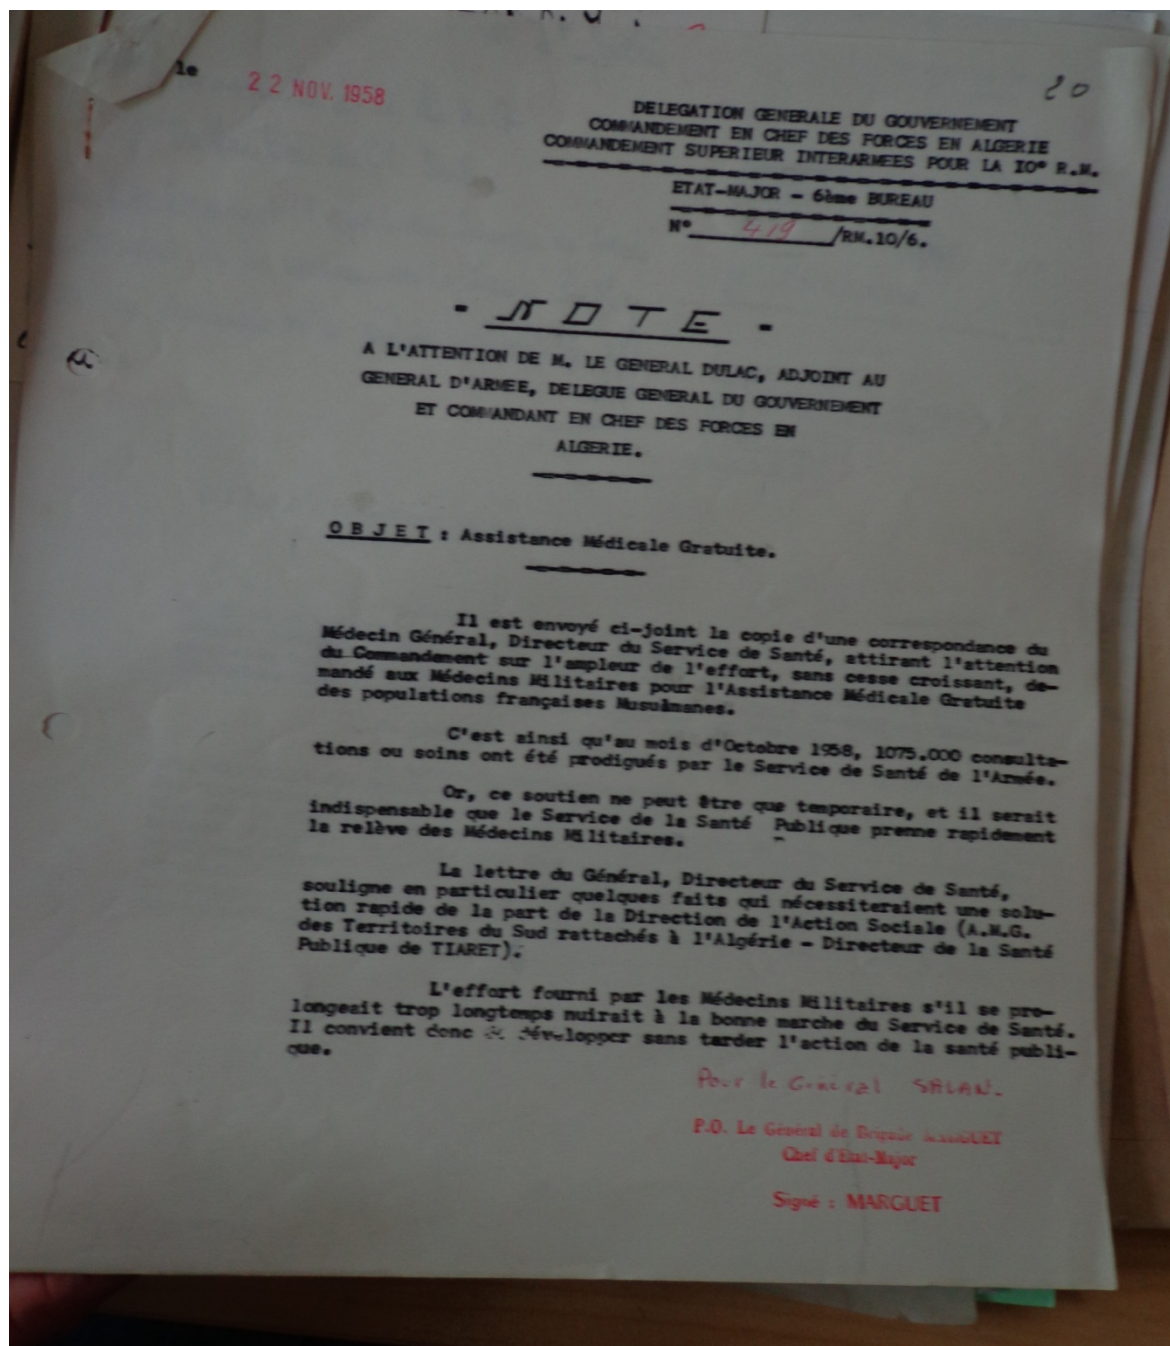 le 22 NOV. 1958
20
DELEGATION GENERALE DU GOUVERNEMENT
COMMANDEMENT EN CHEF DES FORCES EN ALGERIE
COMMANDEMENT SUPERIEUR INTERARMEES POUR LA IO° R.M.
ETAT-MAJOR - 6ème BUREAU
N° 419 /RM.10/6.
- NOTE -
A L'ATTENTION DE M. LE GENERAL DULAC, ADJOINT AU
GENERAL D'ARMEE, DELEGUE GENERAL DU GOUVERNEMENT
ET COMMANDANT EN CHEF DES FORCES EN
ALGERIE.
OBJET : Assistance Médicale Gratuite.
Il est envoyé ci-joint la copie d'une correspondance du
Médecin Général, Directeur du Service de Santé, attirant l'attention
du Commandement sur l'ampleur de l'effort, sans cesse croissant, de-
mandé aux Médecins Militaires pour l'Assistance Médicale Gratuite
des populations françaises Musulmanes.
C'est ainsi qu'au mois d'Octobre 1958, 1075.000 consulta-
tions ou soins ont été prodigués par le Service de Santé de l'Armée.
Or, ce soutien ne peut être que temporaire, et il serait
indispensable que le Service de la Santé Publique prenne rapidement
la relève des Médecins Militaires.
La lettre du Général, Directeur du Service de Santé,
souligne en particulier quelques faits qui nécessiteraient une solu-
tion rapide de la part de la Direction de l'Action Sociale (A.M.G.
des Territoires du Sud rattachés à l'Algérie - Directeur de la Santé
Publique de TIARET).
L'effort fourni par les Médecins Militaires s'il se pro-
longeait trop longtemps nuirait à la bonne marche du Service de Santé.
Il convient donc de développer sans tarder l'action de la santé publi-
que.
Pour le Général SALAN.
P.O. Le Général de Brigade MARGUET
Chef d'Etat-Major
Signé : MARGUET